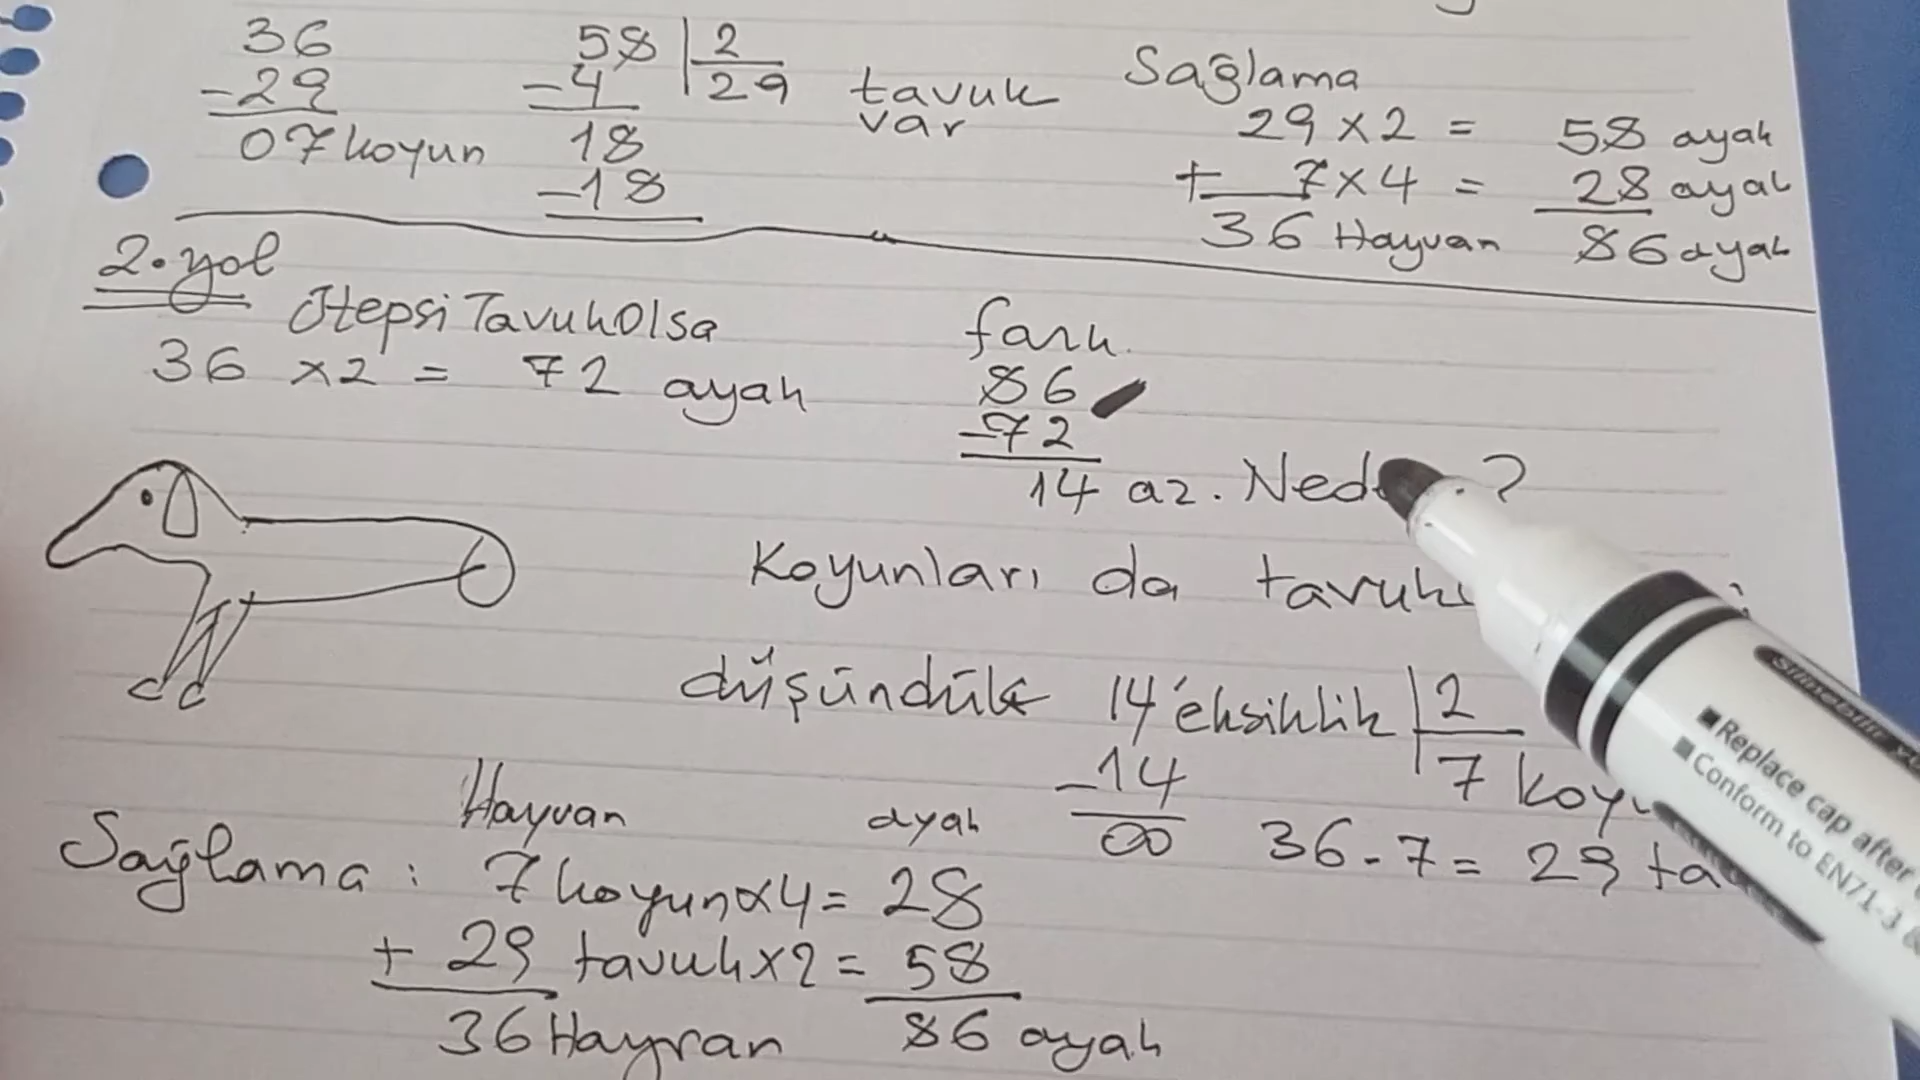 36
-29
07 koyun
58 | 2
-4 29 tavuk
var
18
-18
Sağlama
29 x 2 = 58 ayak
+ 7 x 4 = 28 ayak
36 Hayvan 86 ayak
2. yol
Hepsi Tavuk Olsa
36 x 2 = 72 ayak
fark.
86
-72
14 az.
?
Koyunları da
düşündük 14 eksiklik | 2
-14 7
00 36 - 7 = 29
Hayvan ayak
Sağlama : 7 koyun x 4 = 28
+ 29 tavuk x 2 = 58
36 Hayvan 86 ayak
Silinebilir
Replace cap after
Conform to EN71-3 &